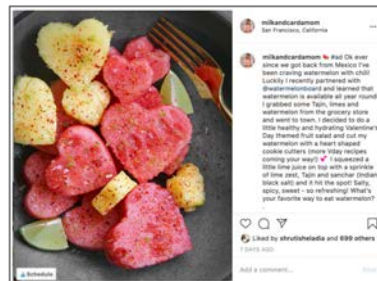 milkandcardamom
San Francisco, California
milkandcardamom 🍉 #ad Ok ever
since we got back from Mexico I've
been craving watermelon with chili!
Luckily I recently partnered with
@watermelonboard and learned that
watermelon is available all year round!
I grabbed some Tajin, limes and
watermelon from the grocery store
and went to town. I decided to do a
little healthy and hydrating Valentine's
Day themed fruit salad and cut my
watermelon with a heart shaped
cookie cutters (more Vday recipes
coming your way!) 💕 I squeezed a
little lime juice on top with a sprinkle
of lime zest, Tajin and sanchar (Indian
black salt) and it hit the spot! Salty,
spicy, sweet - so refreshing! What's
your favorite way to eat watermelon?
Liked by shrutisheladia and 699 others
7 DAYS AGO
Add a comment...
Post
Schedule